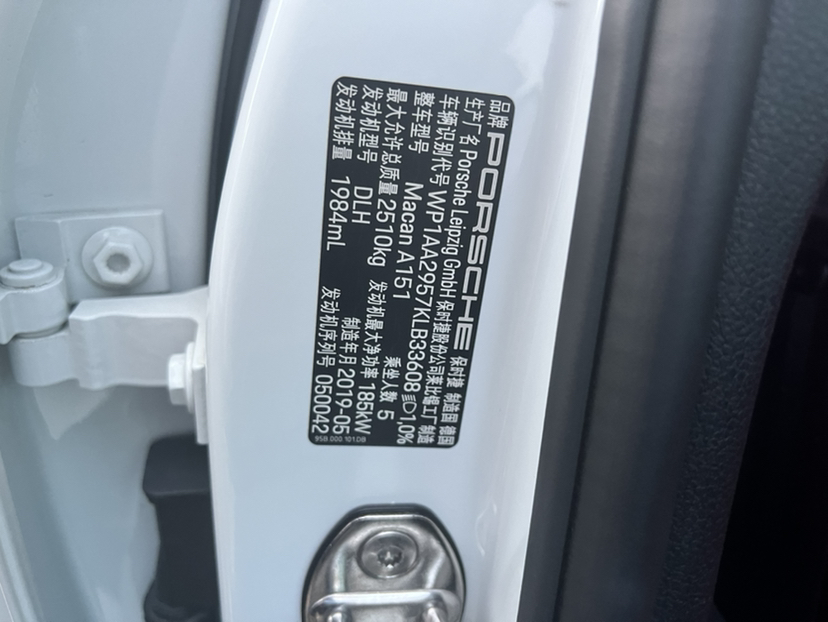 品牌 PORSCHE 保时捷 制造国 德国
生产厂名 Porsche Leipzig GmbH 保时捷股份公司莱比锡工厂制造
车辆识别代号 WP1AA2957KLB33608 1,0%
整车型号 Macan A151 乘坐人数 5
最大允许总质量 2510kg 发动机最大净功率 185kW
发动机型号 DLH 制造年月 2019-05
发动机排量 1984mL 发动机序列号 050042
95B 000 101 DB